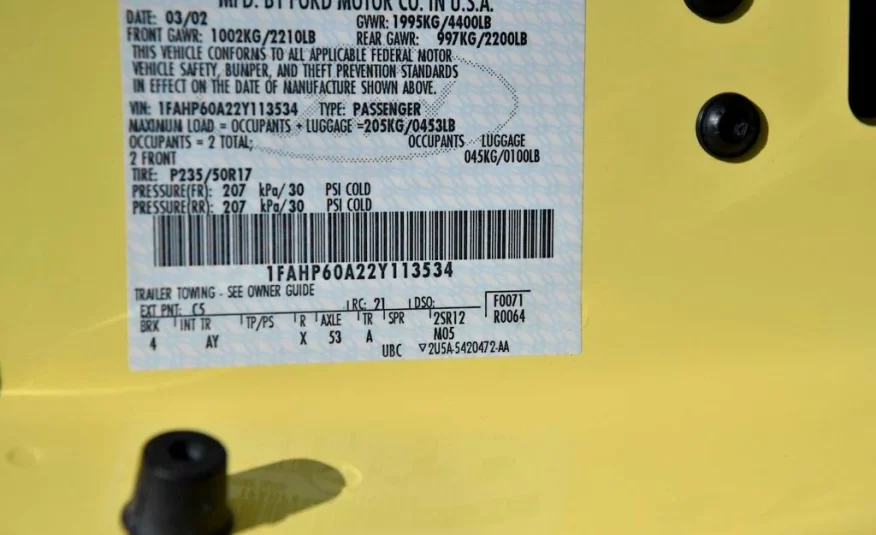 MFD. BY FORD MOTOR CO. IN U.S.A.
DATE: 03/02 GVWR: 1995KG/4400LB
FRONT GAWR: 1002KG/2210LB REAR GAWR: 997KG/2200LB
THIS VEHICLE CONFORMS TO ALL APPLICABLE FEDERAL MOTOR
VEHICLE SAFETY, BUMPER, AND THEFT PREVENTION STANDARDS
IN EFFECT ON THE DATE OF MANUFACTURE SHOWN ABOVE.
VIN: 1FAHP60A22Y113534 TYPE: PASSENGER
MAXIMUM LOAD = OCCUPANTS + LUGGAGE =205KG/0453LB
OCCUPANTS = 2 TOTAL; OCCUPANTS LUGGAGE
2 FRONT 045KG/0100LB
TIRE: P235/50R17
PRESSURE(FR): 207 kPa/30 PSI COLD
PRESSURE(RR): 207 kPa/30 PSI COLD
1FAHP60A22Y113534
TRAILER TOWING - SEE OWNER GUIDE
EXT PNT: C5 RC: 21 DSO: F0071
BRK INT TR TP/PS R AXLE TR SPR 2SR12 R0064
4 AY X 53 A N05
UBC ▽2U5A-5420472-AA